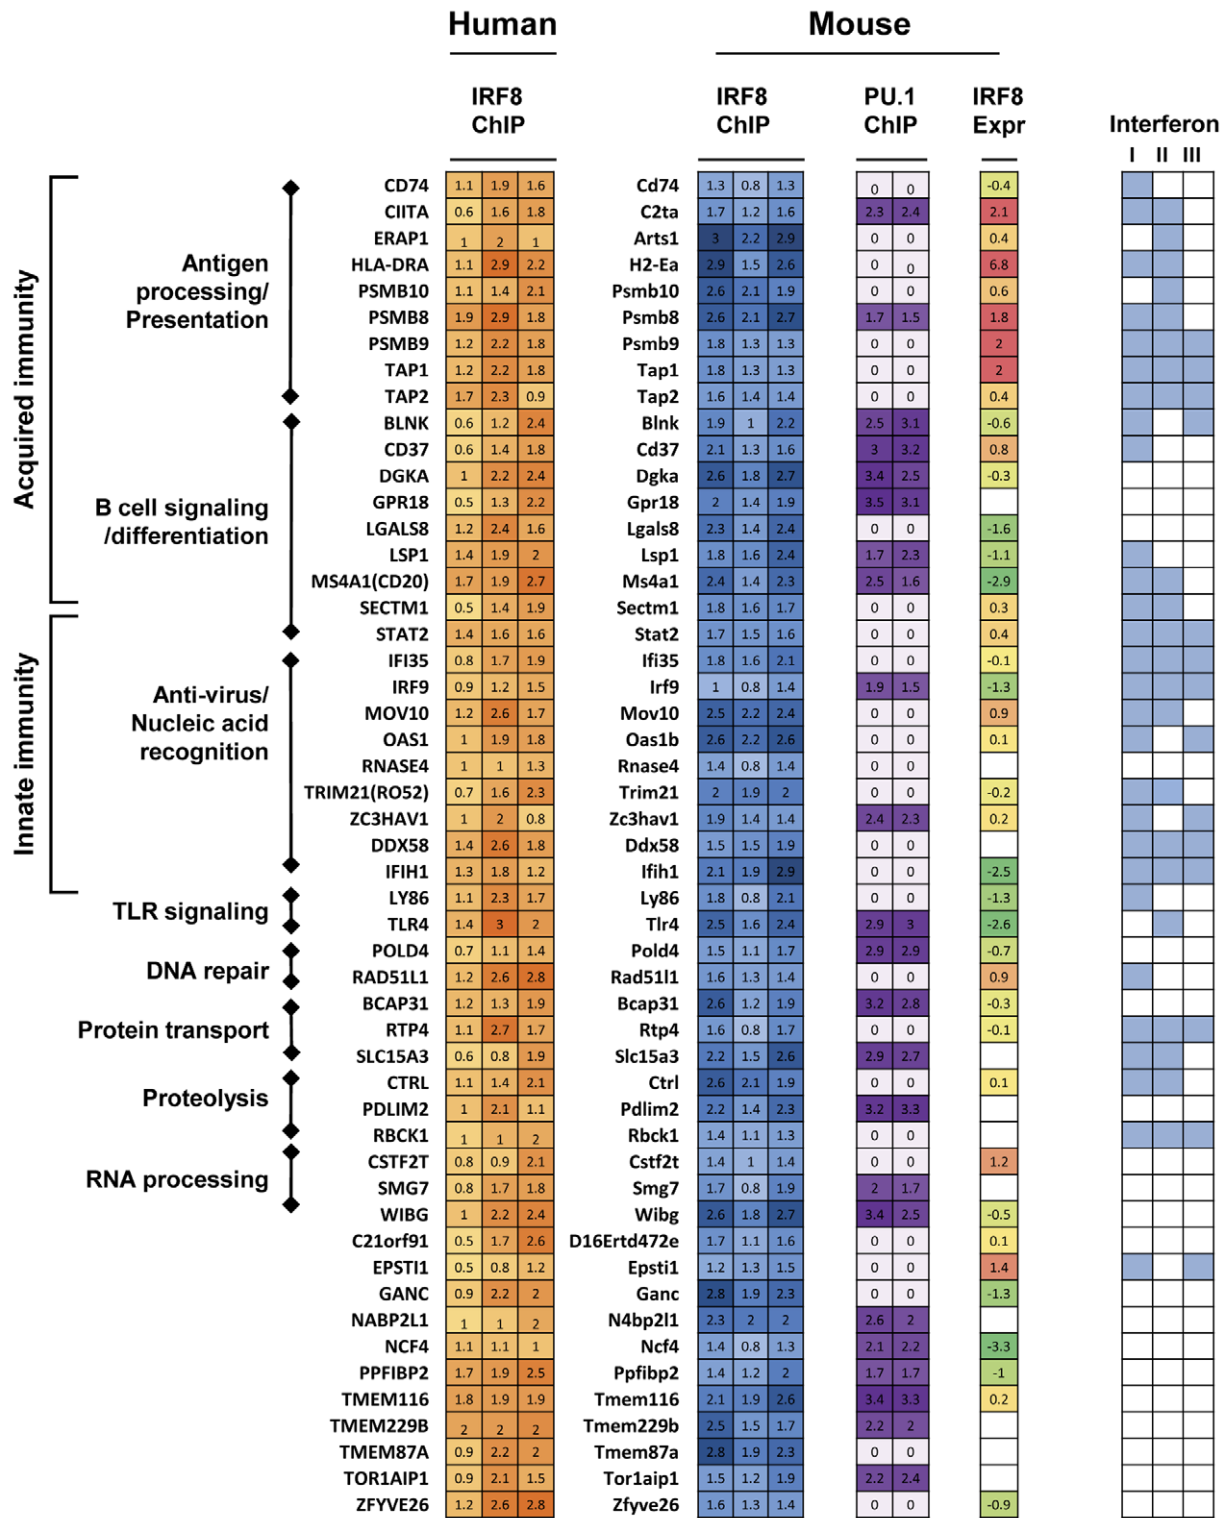 Human Mouse
IRF8 ChIP IRF8 ChIP PU.1 ChIP IRF8 Expr Interferon
I II III
Acquired immunity
Innate immunity
Antigen
processing/
Presentation
B cell signaling
/differentiation
Anti-virus/
Nucleic acid
recognition
TLR signaling
DNA repair
Protein transport
Proteolysis
RNA processing
CD74 1.1 1.9 1.6 Cd74 1.3 0.8 1.3 0 0 -0.4
CIITA 0.6 1.6 1.8 C2ta 1.7 1.2 1.6 2.3 2.4 2.1
ERAP1 1 2 1 Arts1 3 2.2 2.9 0 0 0.4
HLA-DRA 1.1 2.9 2.2 H2-Ea 2.9 1.5 2.6 0 0 6.8
PSMB10 1.1 1.4 2.1 Psmb10 2.6 2.1 1.9 0 0 0.6
PSMB8 1.9 2.9 1.8 Psmb8 2.6 2.1 2.7 1.7 1.5 1.8
PSMB9 1.2 2.2 1.8 Psmb9 1.8 1.3 1.3 0 0 2
TAP1 1.2 2.2 1.8 Tap1 1.8 1.3 1.3 0 0 2
TAP2 1.7 2.3 0.9 Tap2 1.6 1.4 1.4 0 0 0.4
BLNK 0.6 1.2 2.4 Blnk 1.9 1 2.2 2.5 3.1 -0.6
CD37 0.6 1.4 1.8 Cd37 2.1 1.3 1.6 3 3.2 0.8
DGKA 1 2.2 2.4 Dgka 2.6 1.8 2.7 3.4 2.5 -0.3
GPR18 0.5 1.3 2.2 Gpr18 2 1.4 1.9 3.5 3.1
LGALS8 1.2 2.4 1.6 Lgals8 2.3 1.4 2.4 0 0 -1.6
LSP1 1.4 1.9 2 Lsp1 1.8 1.6 2.4 1.7 2.3 -1.1
MS4A1(CD20) 1.7 1.9 2.7 Ms4a1 2.4 1.4 2.3 2.5 1.6 -2.9
SECTM1 0.5 1.4 1.9 Sectm1 1.8 1.6 1.7 0 0 0.3
STAT2 1.4 1.6 1.6 Stat2 1.7 1.5 1.6 0 0 0.4
IFI35 0.8 1.7 1.9 Ifi35 1.8 1.6 2.1 0 0 -0.1
IRF9 0.9 1.2 1.5 Irf9 1 0.8 1.4 1.9 1.5 -1.3
MOV10 1.2 2.6 1.7 Mov10 2.5 2.2 2.4 0 0 0.9
OAS1 1 1.9 1.8 Oas1b 2.6 2.2 2.6 0 0 0.1
RNASE4 1 1 1.3 Rnase4 1.4 0.8 1.4 0 0
TRIM21(RO52) 0.7 1.6 2.3 Trim21 2 1.9 2 0 0 -0.2
ZC3HAV1 1 2 0.8 Zc3hav1 1.9 1.4 1.4 2.4 2.3 0.2
DDX58 1.4 2.6 1.8 Ddx58 1.5 1.5 1.9 0 0
IFIH1 1.3 1.8 1.2 Ifih1 2.1 1.9 2.9 0 0 -2.5
LY86 1.1 2.3 1.7 Ly86 1.8 0.8 2.1 0 0 -1.3
TLR4 1.4 3 2 Tlr4 2.5 1.6 2.4 2.9 3 -2.6
POLD4 0.7 1.1 1.4 Pold4 1.5 1.1 1.7 2.9 2.9 -0.7
RAD51L1 1.2 2.6 2.8 Rad51l1 1.6 1.3 1.4 0 0 0.9
BCAP31 1.2 1.3 1.9 Bcap31 2.6 1.2 1.9 3.2 2.8 -0.3
RTP4 1.1 2.7 1.7 Rtp4 1.6 0.8 1.7 0 0 -0.1
SLC15A3 0.6 0.8 1.9 Slc15a3 2.2 1.5 2.6 2.9 2.7
CTRL 1.1 1.4 2.1 Ctrl 2.6 2.1 1.9 0 0 0.1
PDLIM2 1 2.1 1.1 Pdlim2 2.2 1.4 2.3 3.2 3.3
RBCK1 1 1 2 Rbck1 1.4 1.1 1.3 0 0
CSTF2T 0.8 0.9 2.1 Cstf2t 1.4 1 1.4 0 0 1.2
SMG7 0.8 1.7 1.8 Smg7 1.7 0.8 1.9 2 1.7
WIBG 1 2.2 2.4 Wibg 2.6 1.8 2.7 3.4 2.5 -0.5
C21orf91 0.5 1.7 2.6 D16Ertd472e 1.7 1.1 1.6 0 0 0.1
EPSTI1 0.5 0.8 1.2 Epsti1 1.2 1.3 1.5 0 0 1.4
GANC 0.9 2.2 2 Ganc 2.8 1.9 2.3 0 0 -1.3
NABP2L1 1 1 2 N4bp2l1 2.3 2 2 2.6 2
NCF4 1.1 1.1 1 Ncf4 1.4 0.8 1.3 2.1 2.2 -3.3
PPFIBP2 1.7 1.9 2.5 Ppfibp2 1.4 1.2 2 1.7 1.7 -1
TMEM116 1.8 1.9 1.9 Tmem116 2.1 1.9 2.6 3.4 3.3 0.2
TMEM229B 2 2 2 Tmem229b 2.5 1.5 1.7 2.2 2
TMEM87A 0.9 2.2 2 Tmem87a 2.8 1.9 2.3 0 0
TOR1AIP1 0.9 2.1 1.5 Tor1aip1 1.5 1.2 1.9 2.2 2.4
ZFYVE26 1.2 2.6 2.8 Zfyve26 1.6 1.3 1.4 0 0 -0.9